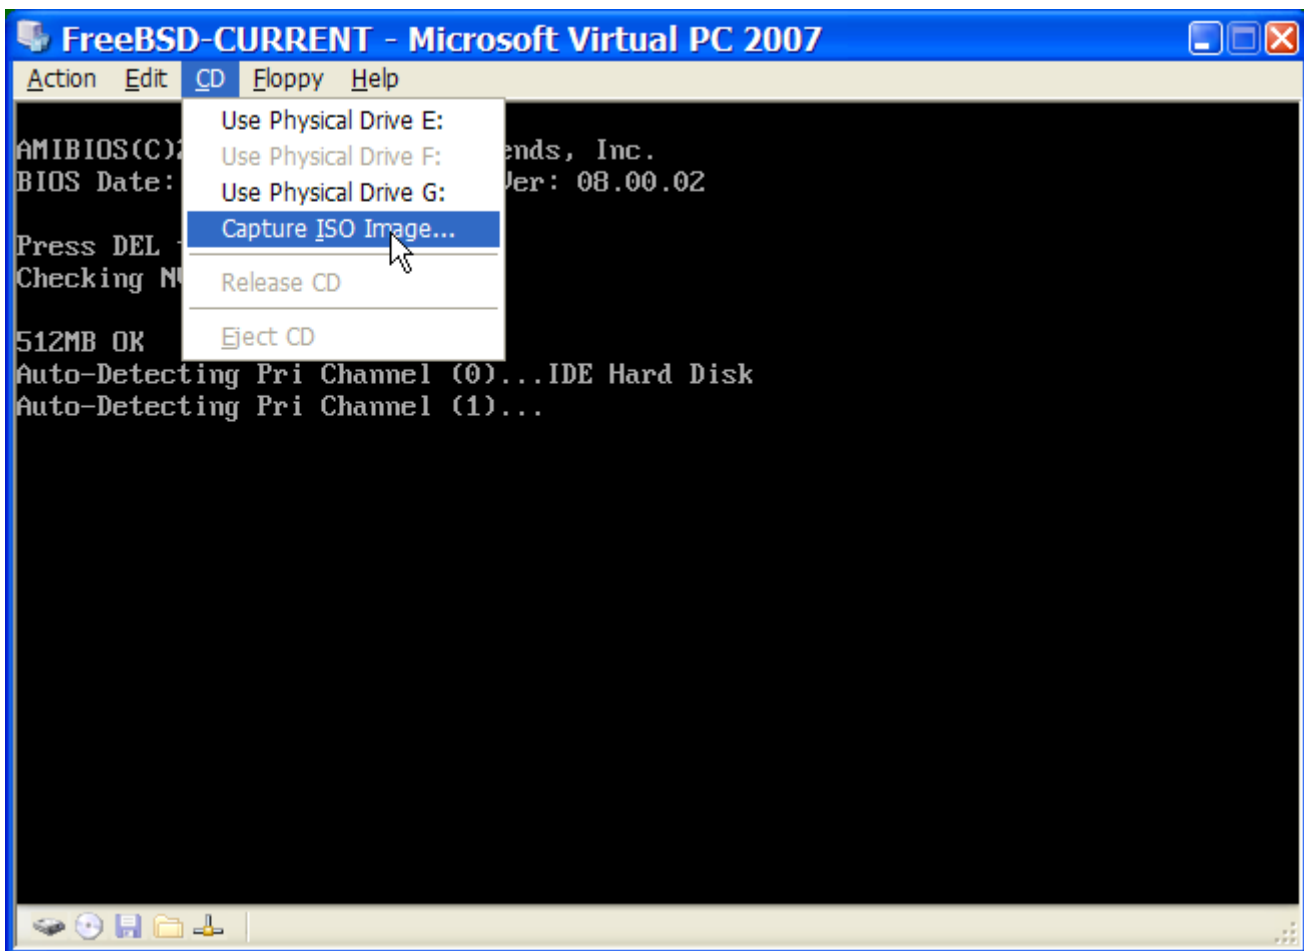 FreeBSD-CURRENT - Microsoft Virtual PC 2007
Action Edit CD Floppy Help
Use Physical Drive E:
Use Physical Drive F:
Use Physical Drive G:
Capture ISO Image...
Release CD
Eject CD
AMIBIOS(C) ends, Inc.
BIOS Date: Ver: 08.00.02
Press DEL
Checking
512MB OK
Auto-Detecting Pri Channel (0)...IDE Hard Disk
Auto-Detecting Pri Channel (1)...